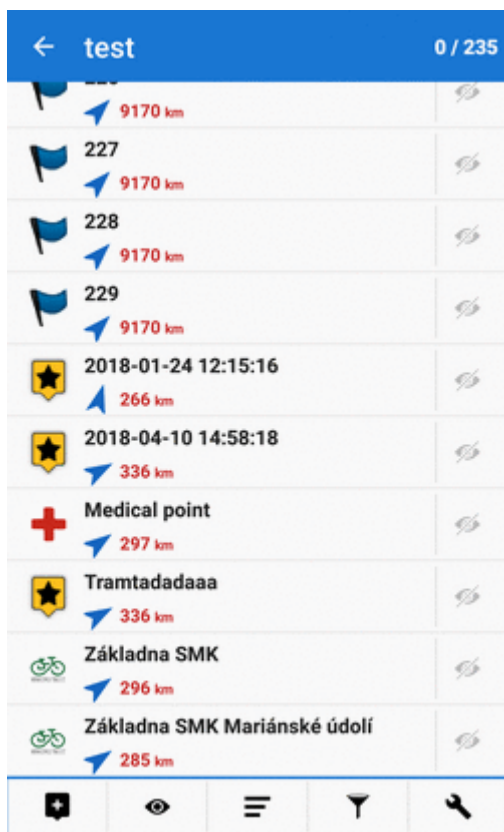 test
0 / 235
9170 km
227
9170 km
228
9170 km
229
9170 km
2018-01-24 12:15:16
266 km
2018-04-10 14:58:18
336 km
Medical point
297 km
Tramtadadaaa
336 km
Základna SMK
296 km
Základna SMK Mariánské údolí
285 km